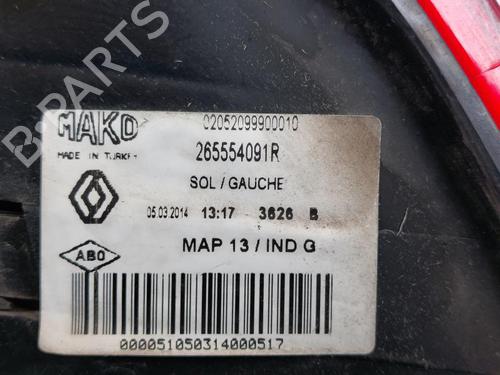 MAKO
02052099900010
MADE IN TURKEY
265554091R
SOL / GAUCHE
05.03.2014 13:17 3626 B
MAP 13 / IND G
ABO
000051050314000517
B-PARTS